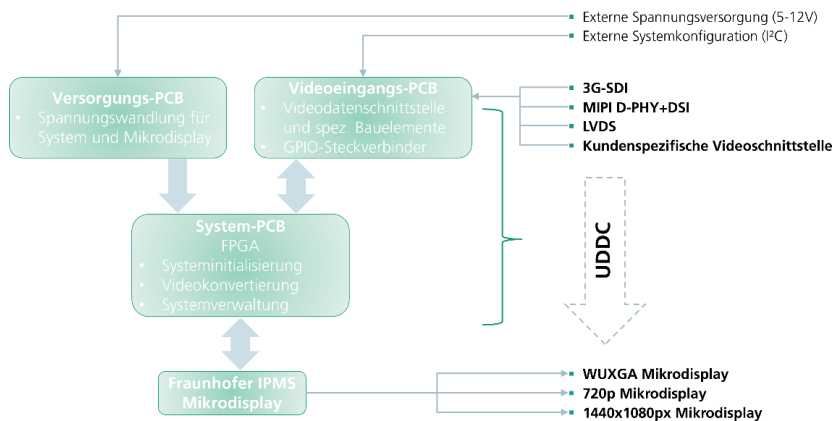 Externe Spannungsversorgung (5-12V)
Externe Systemkonfiguration (I²C)
Versorgungs-PCB
• Spannungswandlung für
System und Mikrodisplay
Videoeingangs-PCB
• Videodatenschnittstelle
und spez. Bauelemente
• GPIO-Steckverbinder
3G-SDI
MIPI D-PHY+DSI
LVDS
Kundenspezifische Videoschnittstelle
System-PCB
FPGA
• Systeminitialisierung
• Videokonvertierung
• Systemverwaltung
UDDC
Fraunhofer IPMS
Mikrodisplay
WUXGA Mikrodisplay
720p Mikrodisplay
1440x1080px Mikrodisplay